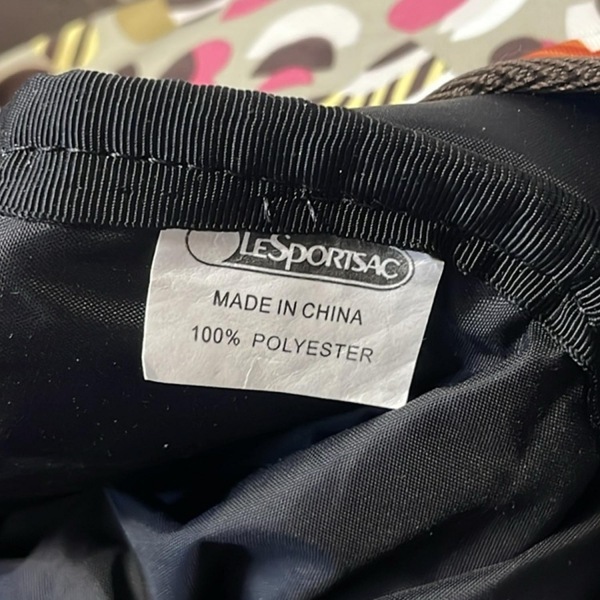 LeSportsac
MADE IN CHINA
100% POLYESTER